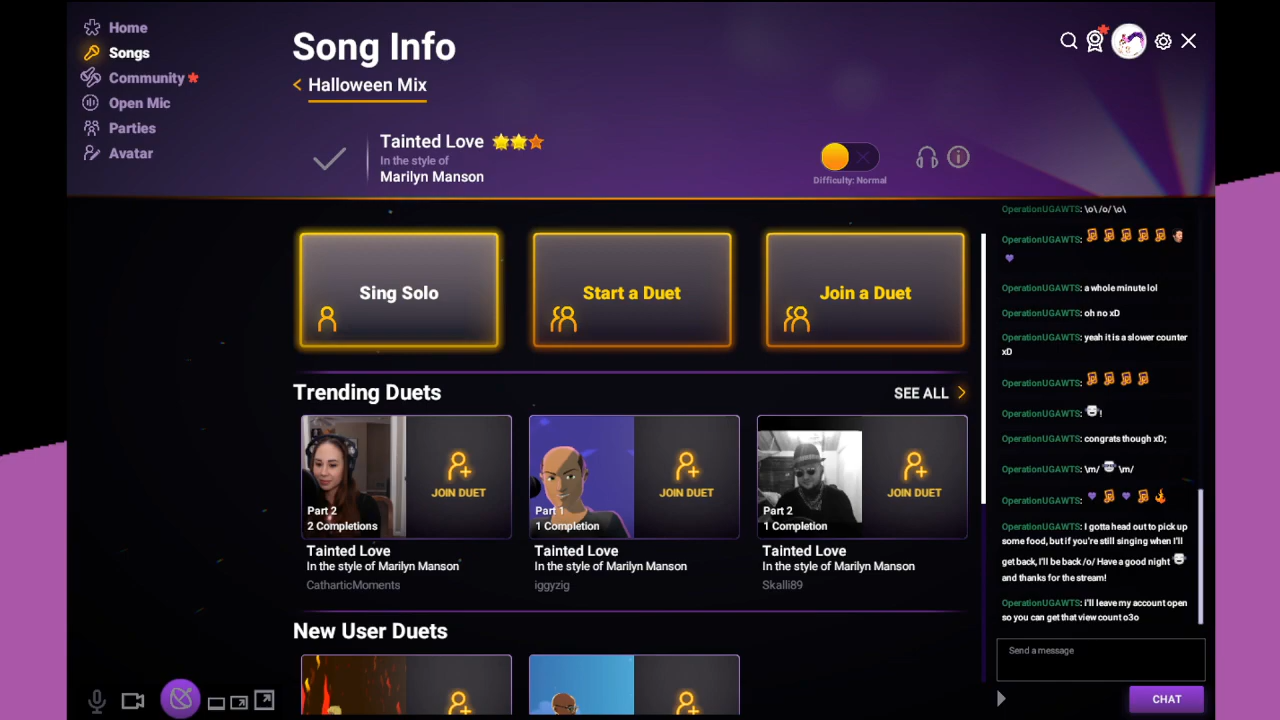 Home
Songs
Community
Open Mic
Parties
Avatar
Song Info
< Halloween Mix
Tainted Love
In the style of
Marilyn Manson
Difficulty: Normal
Sing Solo
Start a Duet
Join a Duet
Trending Duets
SEE ALL >
JOIN DUET
Part 2
2 Completions
Tainted Love
In the style of Marilyn Manson
CatharticMoments
JOIN DUET
Part 1
1 Completion
Tainted Love
In the style of Marilyn Manson
iggyzig
JOIN DUET
Part 2
1 Completion
Tainted Love
In the style of Marilyn Manson
Skalli89
New User Duets
OperationUGAWTS: \o\ /o/ \o\
OperationUGAWTS:
OperationUGAWTS: a whole minute lol
OperationUGAWTS: oh no xD
OperationUGAWTS: yeah it is a slower counter
xD
OperationUGAWTS:
OperationUGAWTS: !
OperationUGAWTS: congrats though xD;
OperationUGAWTS: \m/ \m/
OperationUGAWTS:
OperationUGAWTS: I gotta head out to pick up
some food, but if you're still singing when I'll
get back, I'll be back /o/ Have a good night
and thanks for the stream!
OperationUGAWTS: i'll leave my account open
so you can get that view count o3o
Send a message
CHAT